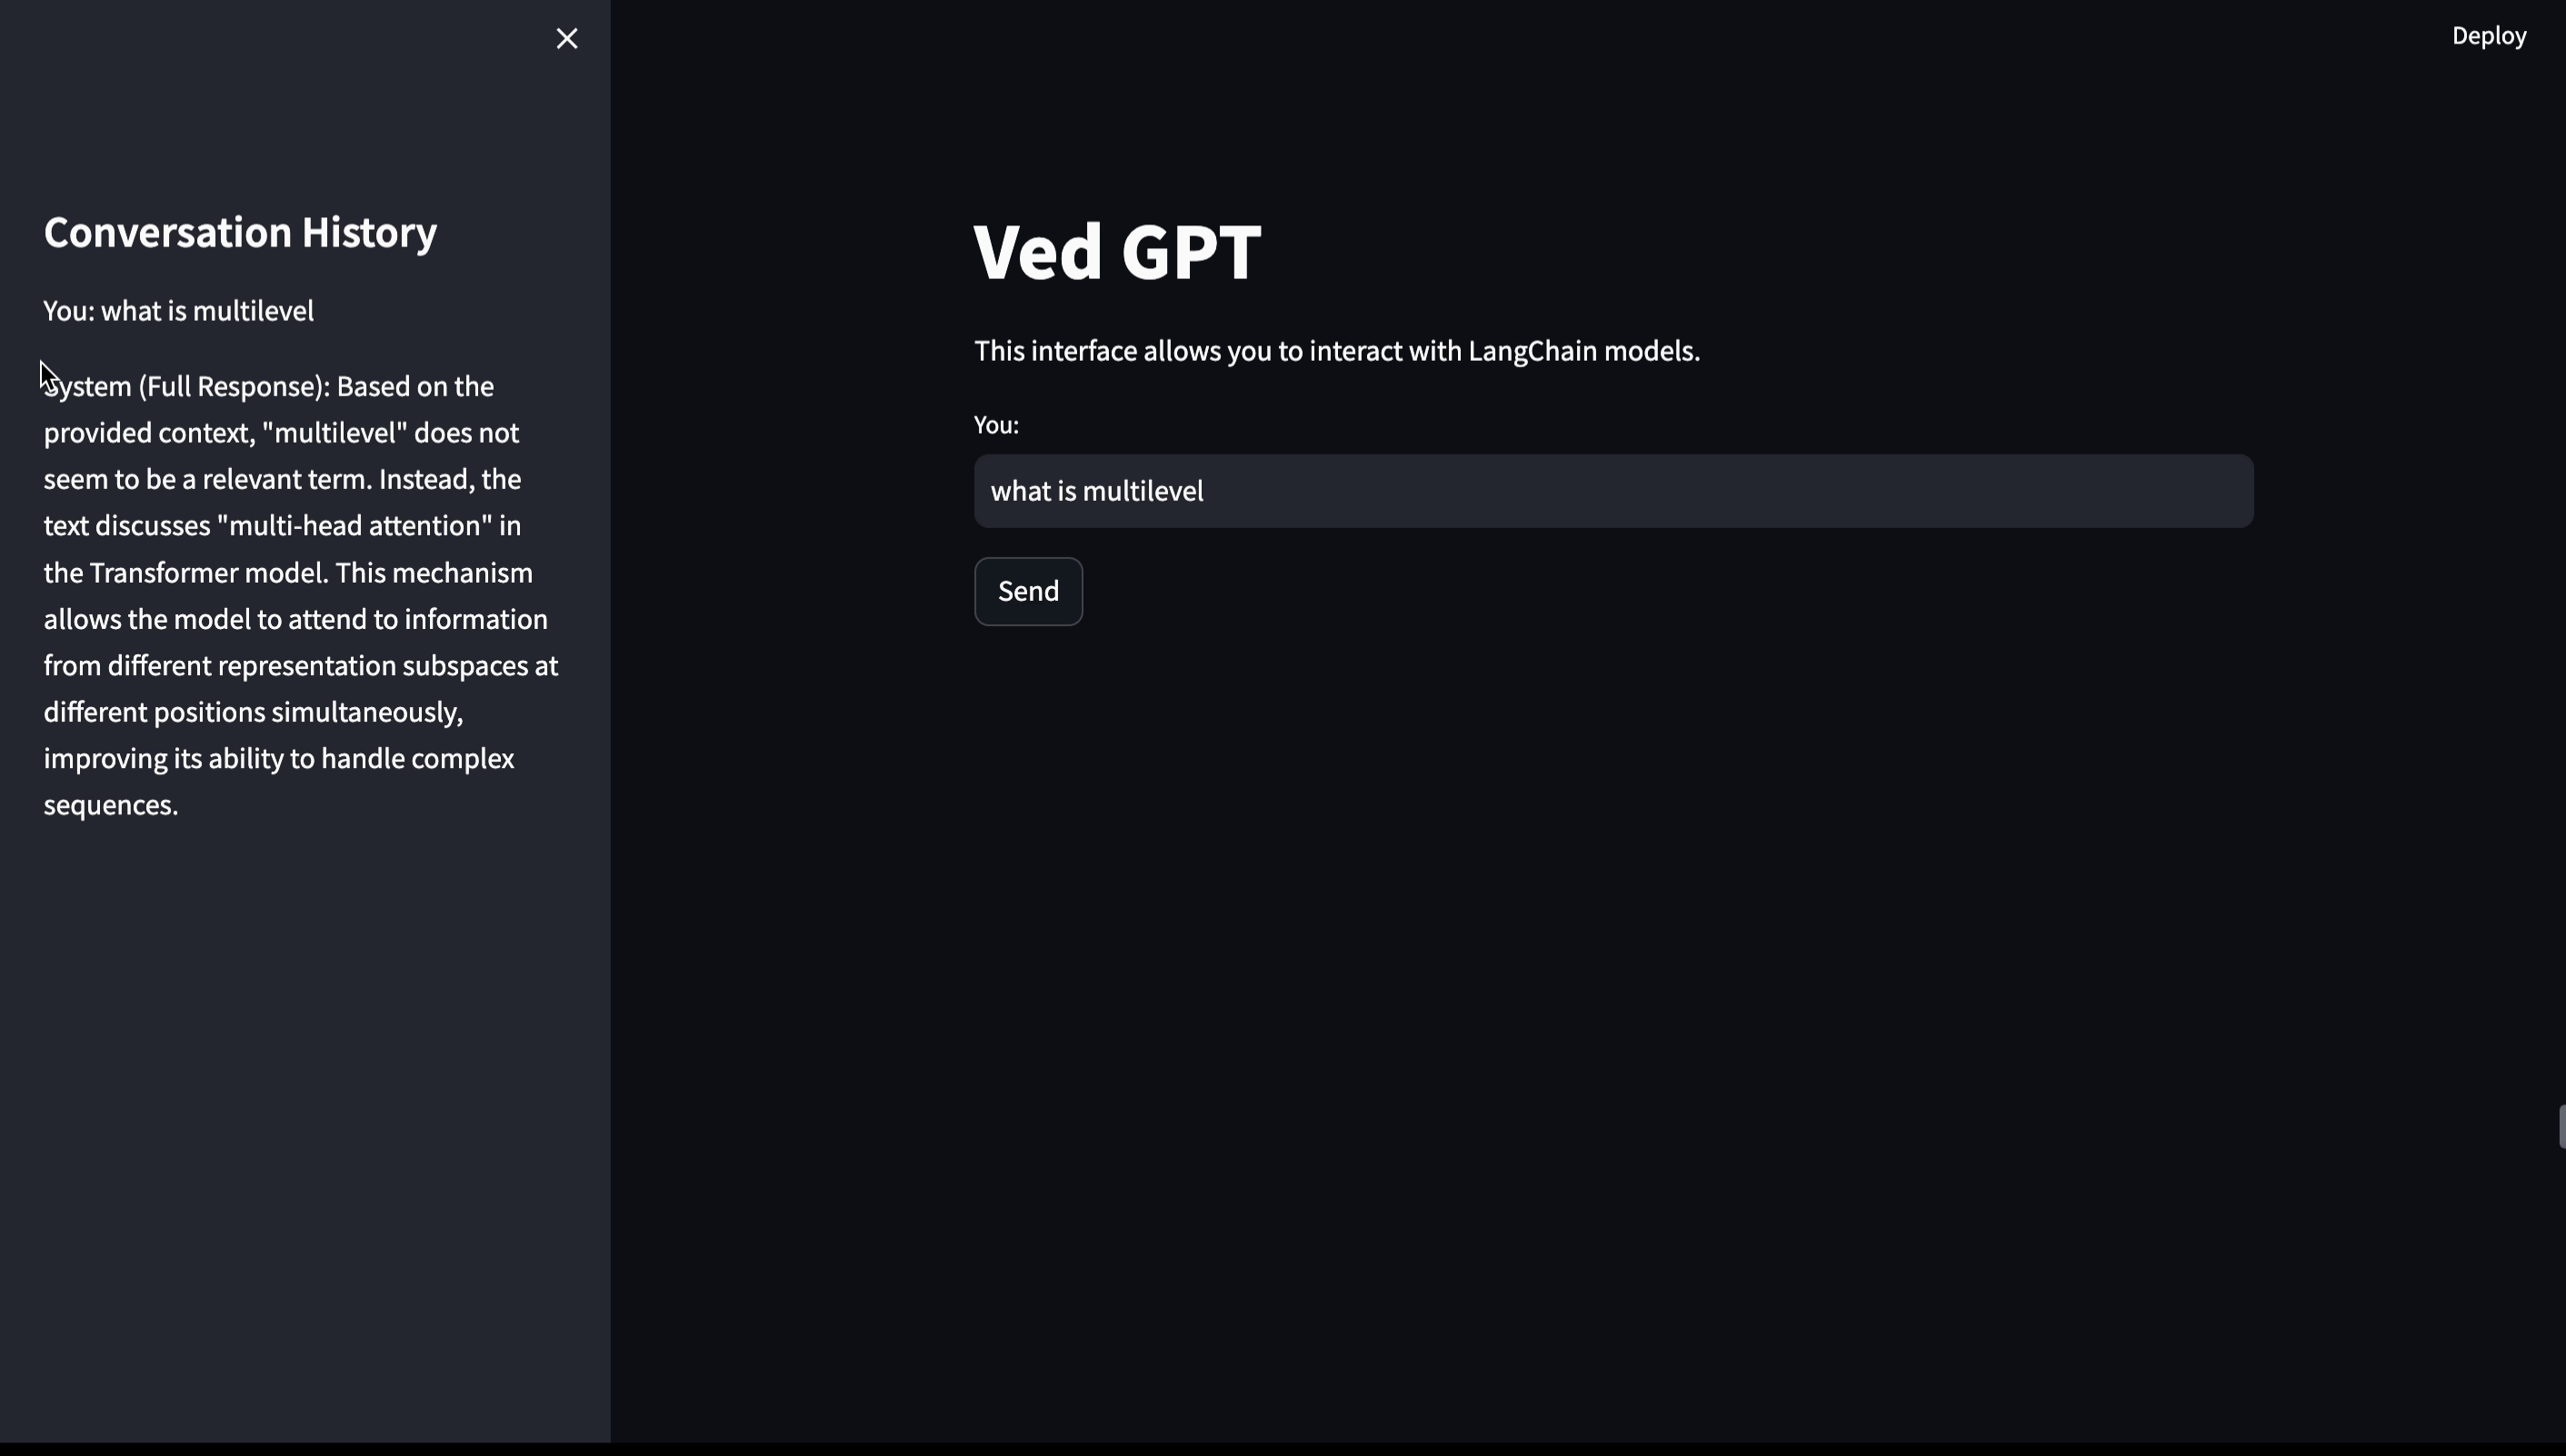 Deploy
Conversation History
You: what is multilevel
System (Full Response): Based on the
provided context, "multilevel" does not
seem to be a relevant term. Instead, the
text discusses "multi-head attention" in
the Transformer model. This mechanism
allows the model to attend to information
from different representation subspaces at
different positions simultaneously,
improving its ability to handle complex
sequences.
Ved GPT
This interface allows you to interact with LangChain models.
You:
what is multilevel
Send